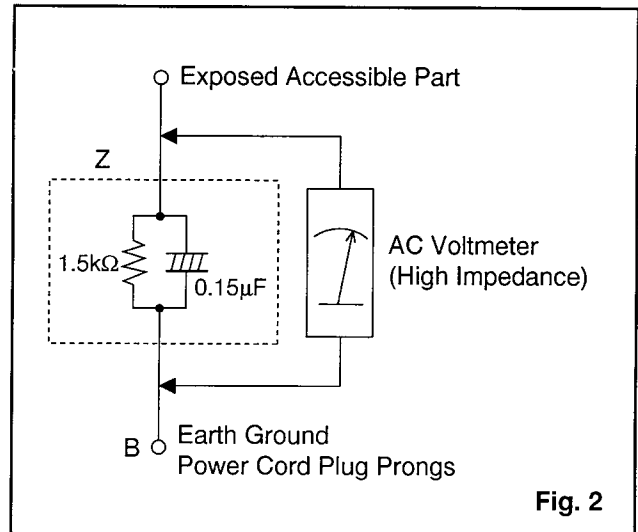 Exposed Accessible Part
Z
1.5kΩ
0.15μF
AC Voltmeter
(High Impedance)
B
Earth Ground
Power Cord Plug Prongs
Fig. 2